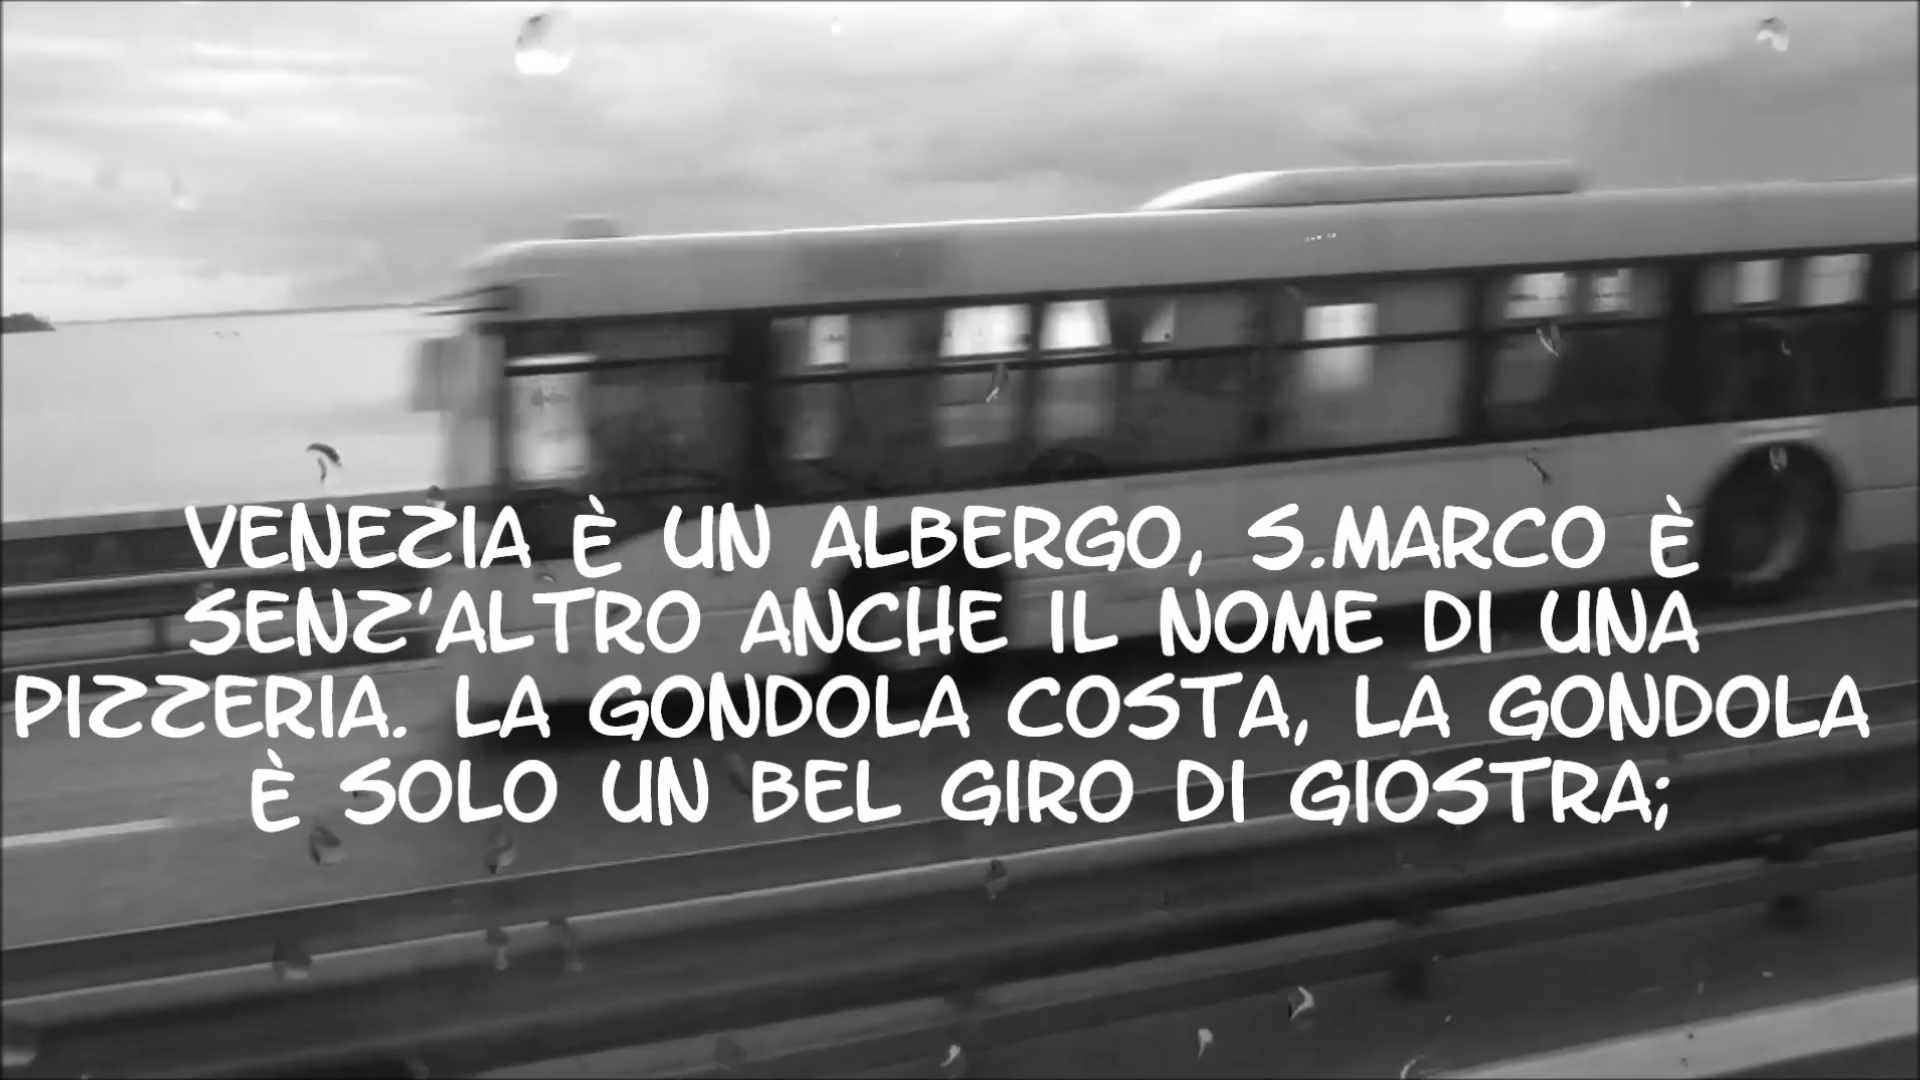 VENEZIA È UN ALBERGO, S.MARCO È
SENZ'ALTRO ANCHE IL NOME DI UNA
PIZZERIA. LA GONDOLA COSTA, LA GONDOLA
È SOLO UN BEL GIRO DI GIOSTRA;